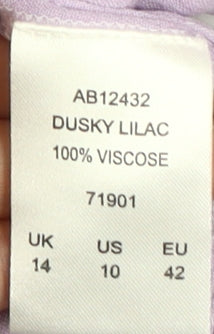 AB12432
DUSKY LILAC
100% VISCOSE
71901
UK US EU
14 10 42